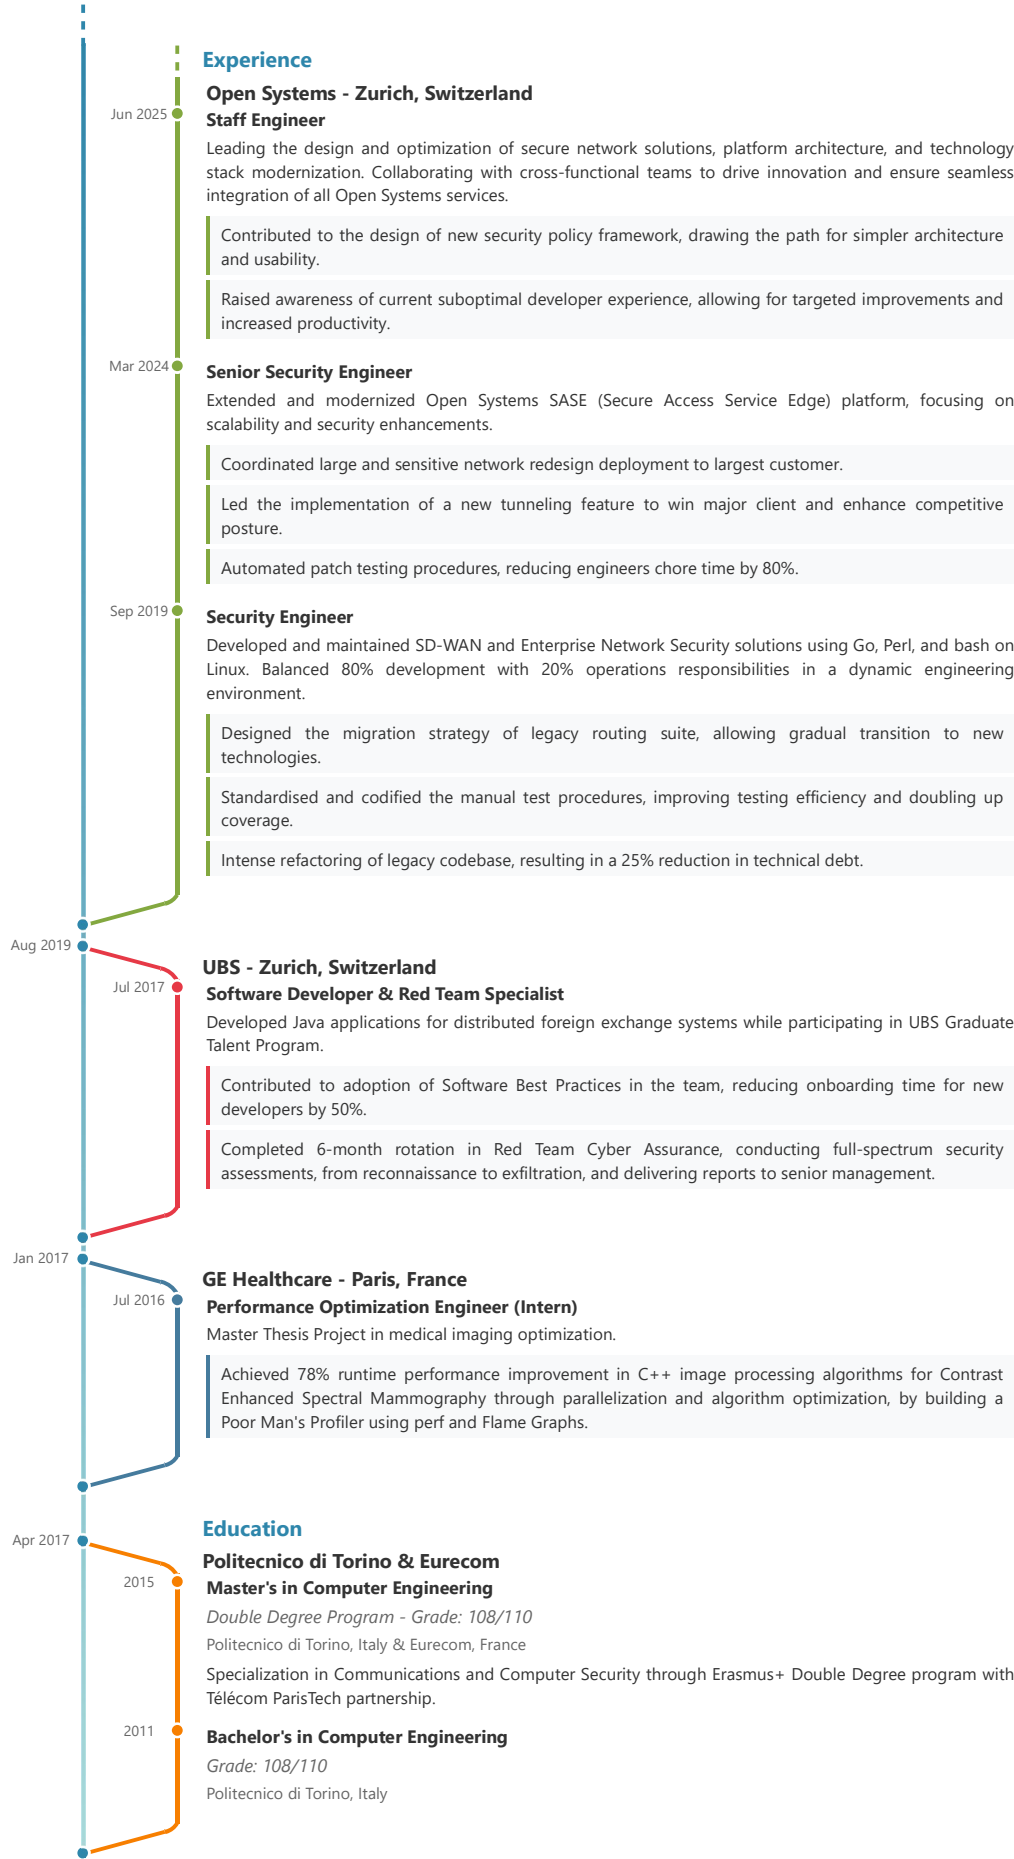 Experience
Open Systems - Zurich, Switzerland
Jun 2025
Staff Engineer
Leading the design and optimization of secure network solutions, platform architecture, and technology
stack modernization. Collaborating with cross-functional teams to drive innovation and ensure seamless
integration of all Open Systems services.
Contributed to the design of new security policy framework, drawing the path for simpler architecture
and usability.
Raised awareness of current suboptimal developer experience, allowing for targeted improvements and
increased productivity.
Mar 2024
Senior Security Engineer
Extended and modernized Open Systems SASE (Secure Access Service Edge) platform, focusing on
scalability and security enhancements.
Coordinated large and sensitive network redesign deployment to largest customer.
Led the implementation of a new tunneling feature to win major client and enhance competitive
posture.
Automated patch testing procedures, reducing engineers chore time by 80%.
Sep 2019
Security Engineer
Developed and maintained SD-WAN and Enterprise Network Security solutions using Go, Perl, and bash on
Linux. Balanced 80% development with 20% operations responsibilities in a dynamic engineering
environment.
Designed the migration strategy of legacy routing suite, allowing gradual transition to new
technologies.
Standardised and codified the manual test procedures, improving testing efficiency and doubling up
coverage.
Intense refactoring of legacy codebase, resulting in a 25% reduction in technical debt.
Aug 2019
UBS - Zurich, Switzerland
Jul 2017
Software Developer & Red Team Specialist
Developed Java applications for distributed foreign exchange systems while participating in UBS Graduate
Talent Program.
Contributed to adoption of Software Best Practices in the team, reducing onboarding time for new
developers by 50%.
Completed 6-month rotation in Red Team Cyber Assurance, conducting full-spectrum security
assessments, from reconnaissance to exfiltration, and delivering reports to senior management.
Jan 2017
GE Healthcare - Paris, France
Jul 2016
Performance Optimization Engineer (Intern)
Master Thesis Project in medical imaging optimization.
Achieved 78% runtime performance improvement in C++ image processing algorithms for Contrast
Enhanced Spectral Mammography through parallelization and algorithm optimization, by building a
Poor Man's Profiler using perf and Flame Graphs.
Education
Apr 2017
Politecnico di Torino & Eurecom
2015
Master's in Computer Engineering
Double Degree Program - Grade: 108/110
Politecnico di Torino, Italy & Eurecom, France
Specialization in Communications and Computer Security through Erasmus+ Double Degree program with
Télécom ParisTech partnership.
2011
Bachelor's in Computer Engineering
Grade: 108/110
Politecnico di Torino, Italy